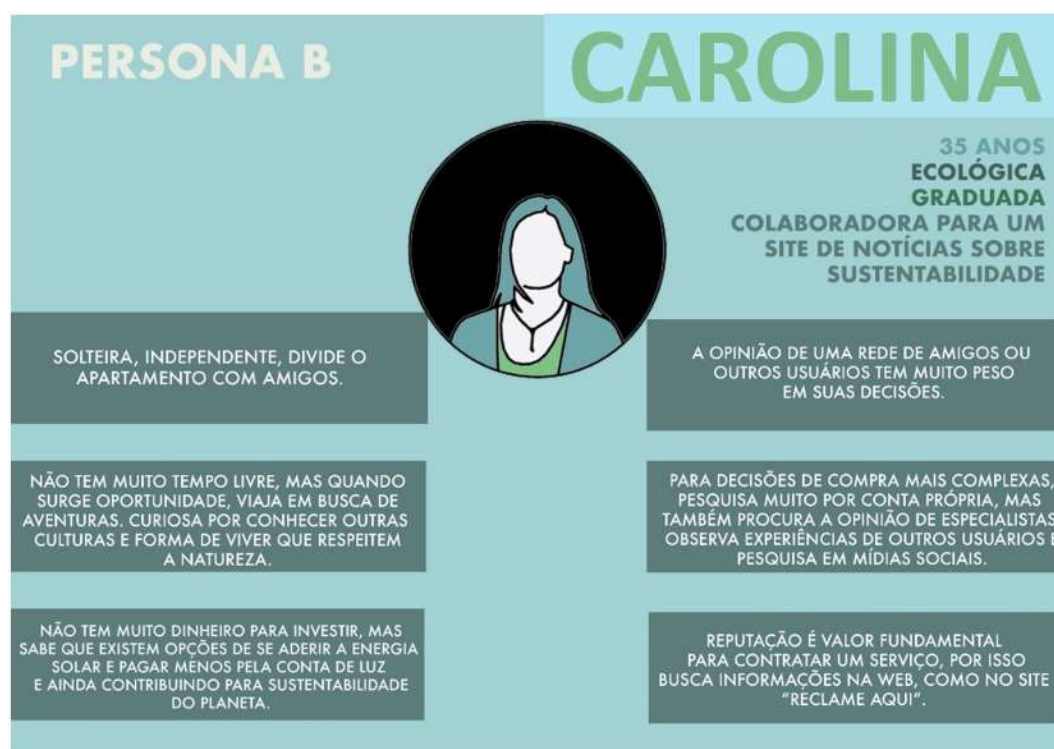 PERSONA B
CAROLINA
35 ANOS
ECOLÓGICA
GRADUADA
COLABORADORA PARA UM
SITE DE NOTÍCIAS SOBRE
SUSTENTABILIDADE
SOLTEIRA, INDEPENDENTE, DIVIDE O
APARTAMENTO COM AMIGOS.
NÃO TEM MUITO TEMPO LIVRE, MAS QUANDO
SURGE OPORTUNIDADE, VIAJA EM BUSCA DE
AVENTURAS. CURIOSA POR CONHECER OUTRAS
CULTURAS E FORMA DE VIVER QUE RESPEITEM
A NATUREZA.
NÃO TEM MUITO DINHEIRO PARA INVESTIR, MAS
SABE QUE EXISTEM OPÇÕES DE SE ADERIR A ENERGIA
SOLAR E PAGAR MENOS PELA CONTA DE LUZ
E AINDA CONTRIBUINDO PARA SUSTENTABILIDADE
DO PLANETA.
A OPINIÃO DE UMA REDE DE AMIGOS OU
OUTROS USUÁRIOS TEM MUITO PESO
EM SUAS DECISÕES.
PARA DECISÕES DE COMPRA MAIS COMPLEXAS,
PESQUISA MUITO POR CONTA PRÓPRIA, MAS
TAMBÉM PROCURA A OPINIÃO DE ESPECIALISTAS
OBSERVA EXPERIÊNCIAS DE OUTROS USUÁRIOS E
PESQUISA EM MÍDIAS SOCIAIS.
REPUTAÇÃO É VALOR FUNDAMENTAL
PARA CONTRATAR UM SERVIÇO, POR ISSO
BUSCA INFORMAÇÕES NA WEB, COMO NO SITE
"RECLAME AQUI".